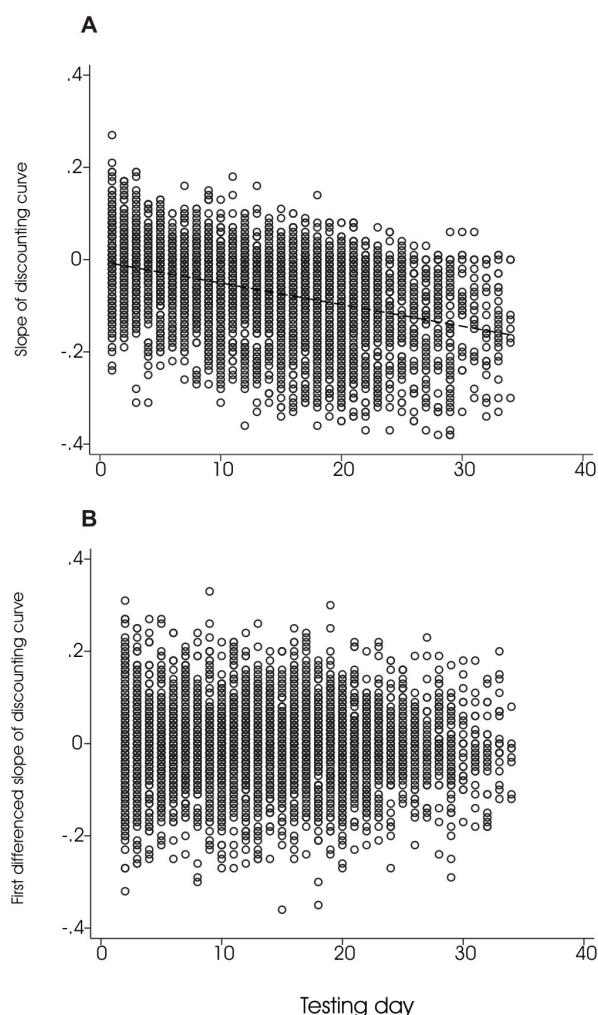 A
.4
.2
0
-.2
-.4
Slope of discounting curve
0 10 20 30 40
B
.4
.2
0
-.2
-.4
First differenced slope of discounting curve
0 10 20 30 40
Testing day